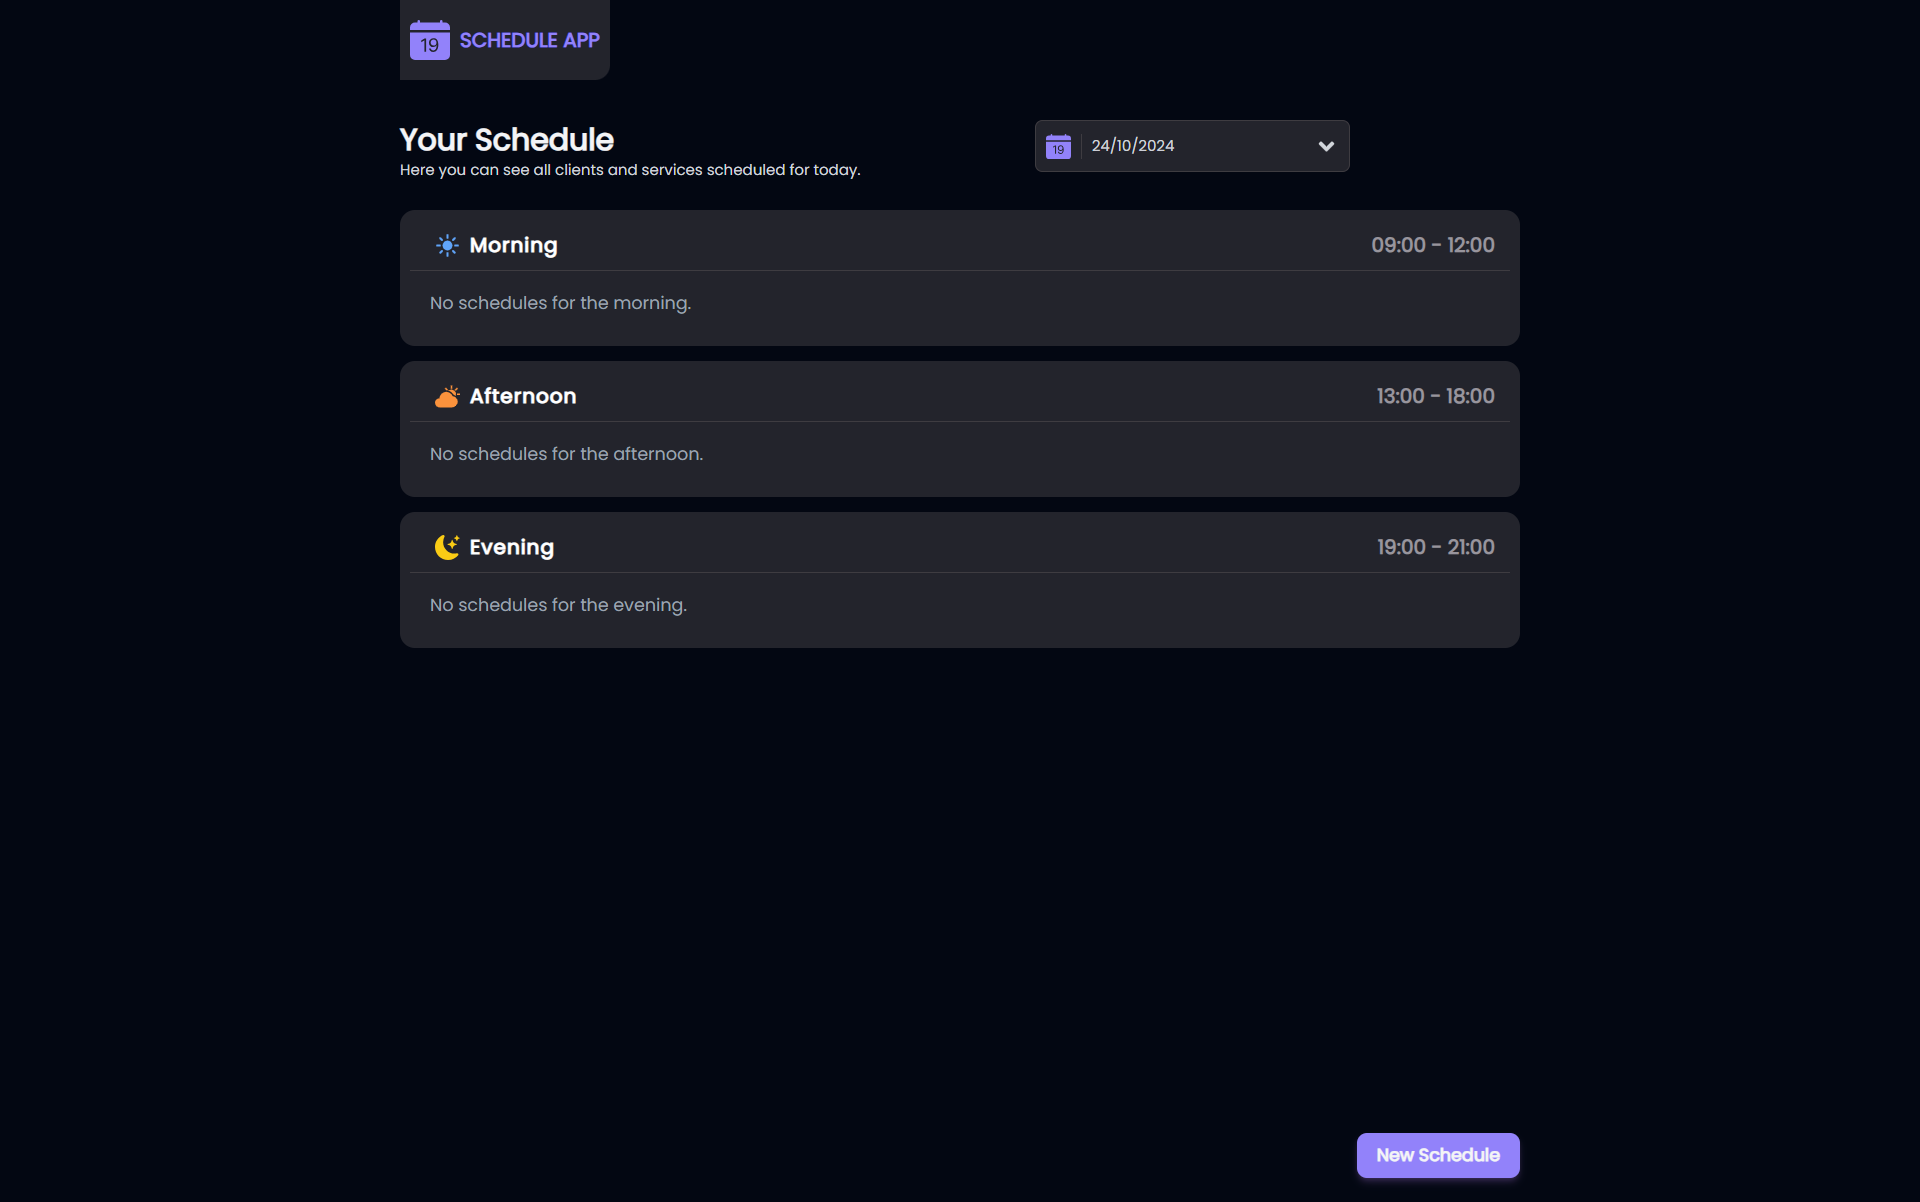 19 SCHEDULE APP
Your Schedule
Here you can see all clients and services scheduled for today.
19 24/10/2024
Morning 09:00 - 12:00
No schedules for the morning.
Afternoon 13:00 - 18:00
No schedules for the afternoon.
Evening 19:00 - 21:00
No schedules for the evening.
New Schedule